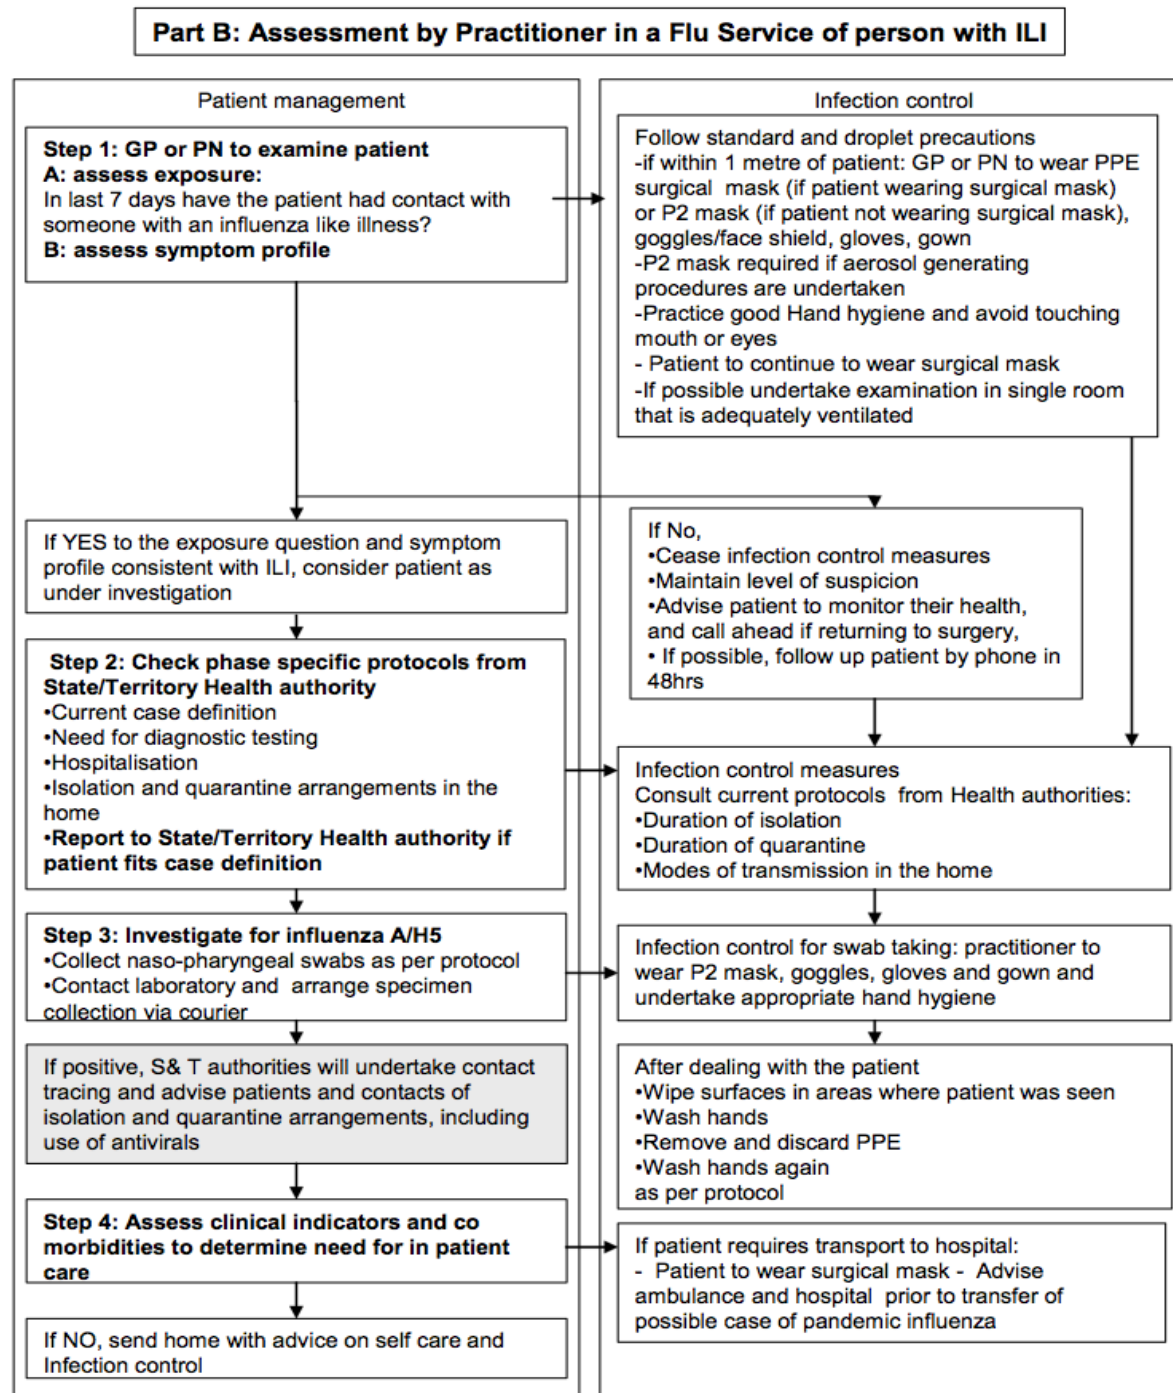 Part B: Assessment by Practitioner in a Flu Service of person with ILI
Patient management
Step 1: GP or PN to examine patient
A: assess exposure:
In last 7 days have the patient had contact with
someone with an influenza like illness?
B: assess symptom profile
If YES to the exposure question and symptom
profile consistent with ILI, consider patient as
under investigation
Step 2: Check phase specific protocols from
State/Territory Health authority
•Current case definition
•Need for diagnostic testing
•Hospitalisation
•Isolation and quarantine arrangements in the
home
•Report to State/Territory Health authority if
patient fits case definition
Step 3: Investigate for influenza A/H5
•Collect naso-pharyngeal swabs as per protocol
•Contact laboratory and arrange specimen
collection via courier
If positive, S& T authorities will undertake contact
tracing and advise patients and contacts of
isolation and quarantine arrangements, including
use of antivirals
Step 4: Assess clinical indicators and co
morbidities to determine need for in patient
care
If NO, send home with advice on self care and
Infection control
Infection control
Follow standard and droplet precautions
-if within 1 metre of patient: GP or PN to wear PPE
surgical mask (if patient wearing surgical mask)
or P2 mask (if patient not wearing surgical mask),
goggles/face shield, gloves, gown
-P2 mask required if aerosol generating
procedures are undertaken
-Practice good Hand hygiene and avoid touching
mouth or eyes
- Patient to continue to wear surgical mask
-If possible undertake examination in single room
that is adequately ventilated
If No,
•Cease infection control measures
•Maintain level of suspicion
•Advise patient to monitor their health,
and call ahead if returning to surgery,
• If possible, follow up patient by phone in
48hrs
Infection control measures
Consult current protocols from Health authorities:
•Duration of isolation
•Duration of quarantine
•Modes of transmission in the home
Infection control for swab taking: practitioner to
wear P2 mask, goggles, gloves and gown and
undertake appropriate hand hygiene
After dealing with the patient
•Wipe surfaces in areas where patient was seen
•Wash hands
•Remove and discard PPE
•Wash hands again
as per protocol
If patient requires transport to hospital:
- Patient to wear surgical mask - Advise
ambulance and hospital prior to transfer of
possible case of pandemic influenza